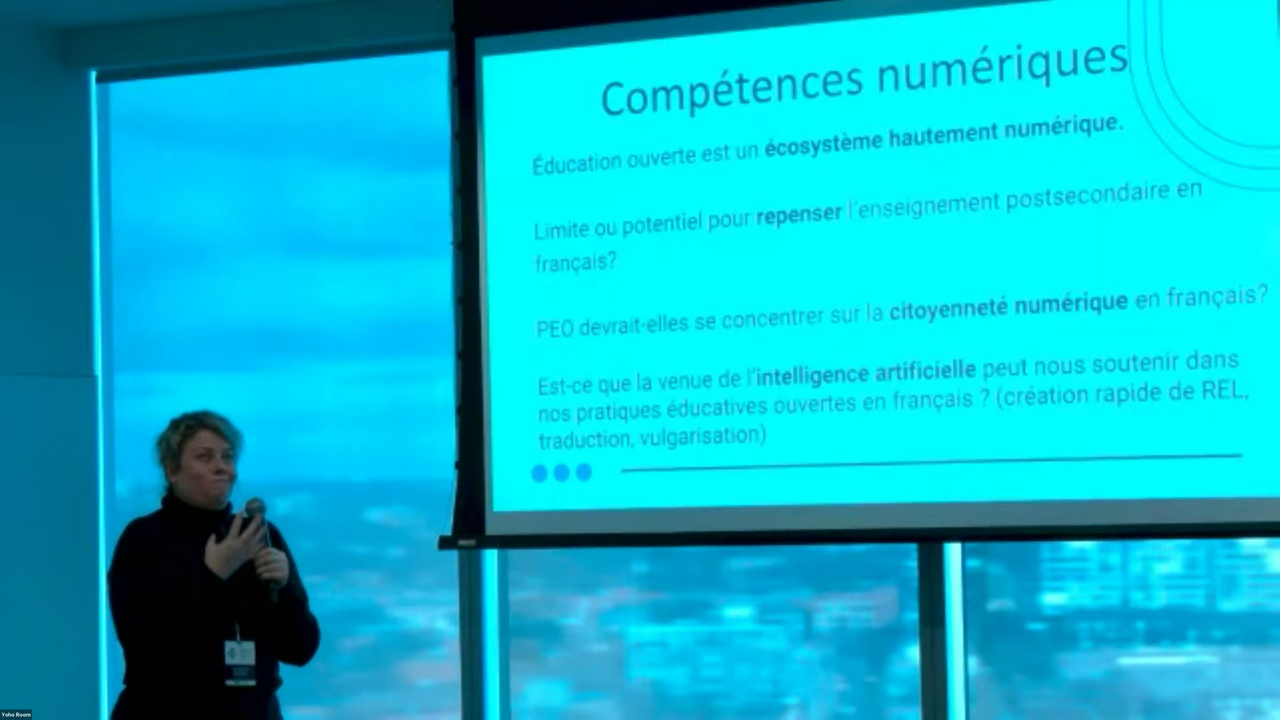 Compétences numériques
Éducation ouverte est un écosystème hautement numérique.
Limite ou potentiel pour repenser l'enseignement postsecondaire en
français?
PEO devrait-elles se concentrer sur la citoyenneté numérique en français?
Est-ce que la venue de l'intelligence artificielle peut nous soutenir dans
nos pratiques éducatives ouvertes en français ? (création rapide de REL,
traduction, vulgarisation)
Yoho Room